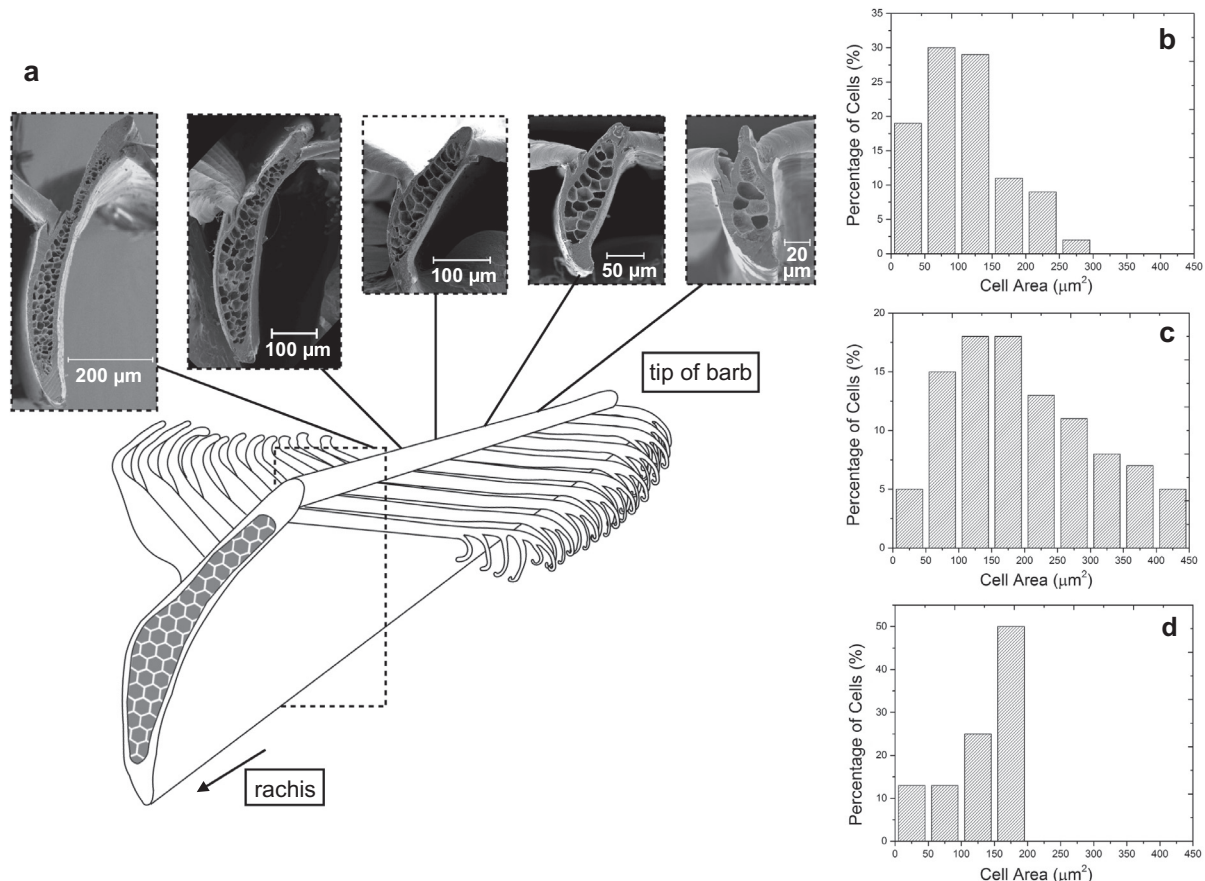 a
200 µm
100 µm
100 µm
50 µm
20
µm
tip of barb
rachis
b
Percentage of Cells (%)
35
30
25
20
15
10
5
0
0 50 100 150 200 250 300 350 400 450
Cell Area (µm²)
c
Percentage of Cells (%)
20
15
10
5
0
0 50 100 150 200 250 300 350 400 450
Cell Area (µm²)
d
Percentage of Cells (%)
50
40
30
20
10
0
0 50 100 150 200 250 300 350 400 450
Cell Area (µm²)